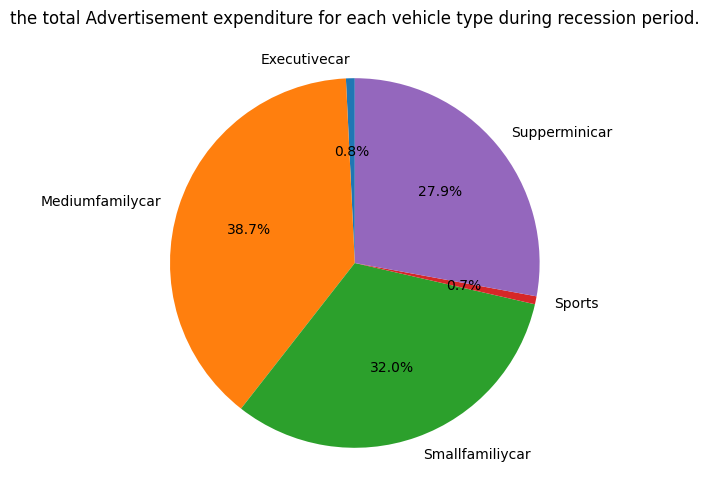 the total Advertisement expenditure for each vehicle type during recession period.
Executivecar
Supperminicar
0.8%
27.9%
Mediumfamilycar
38.7%
0.7%
Sports
32.0%
Smallfamiliycar